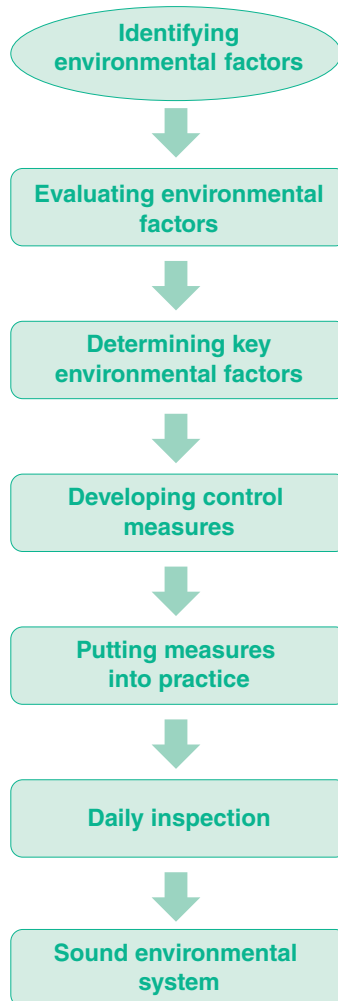 Identifying
environmental factors
Evaluating environmental
factors
Determining key
environmental factors
Developing control
measures
Putting measures
into practice
Daily inspection
Sound environmental
system